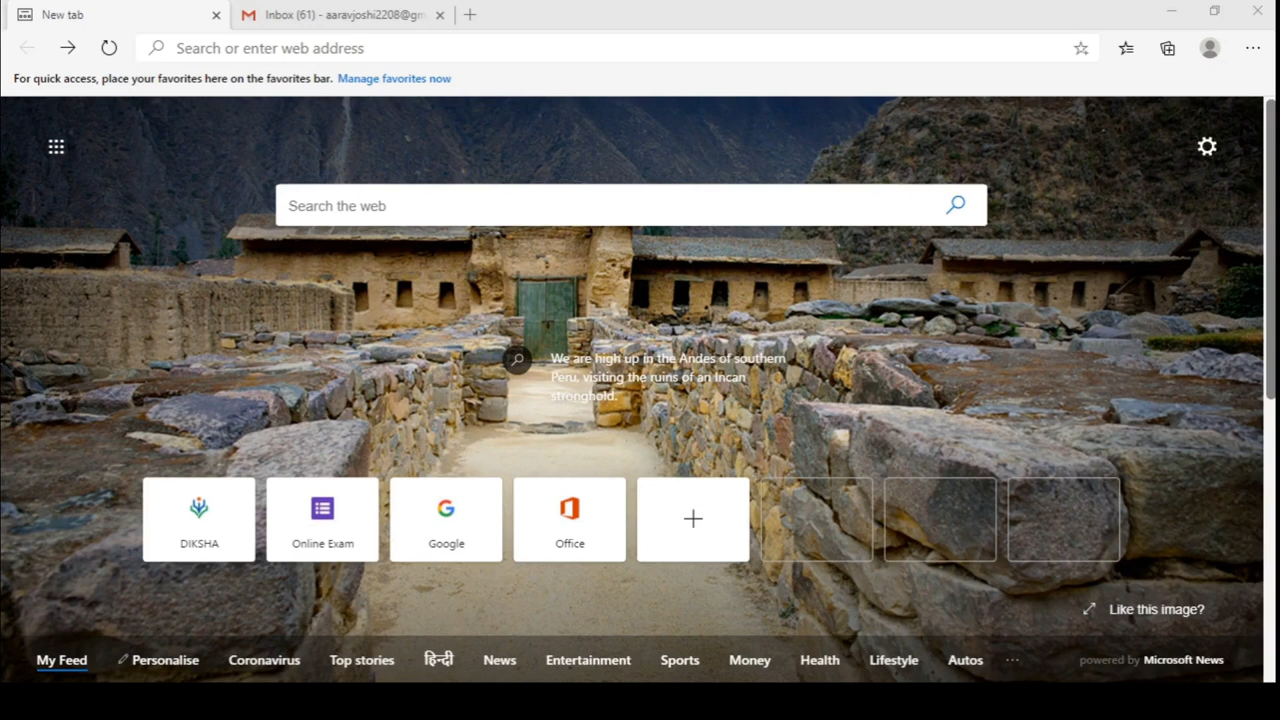 New tab
Inbox (61) - aaravjoshi2208@gm
Search or enter web address
For quick access, place your favorites here on the favorites bar. Manage favorites now
Search the web
We are high up in the Andes of southern
Peru, visiting the ruins of an Incan
stronghold.
DIKSHA
Online Exam
Google
Office
Like this image?
My Feed Personalise Coronavirus Top stories हिन्दी News Entertainment Sports Money Health Lifestyle Autos ... powered by Microsoft News